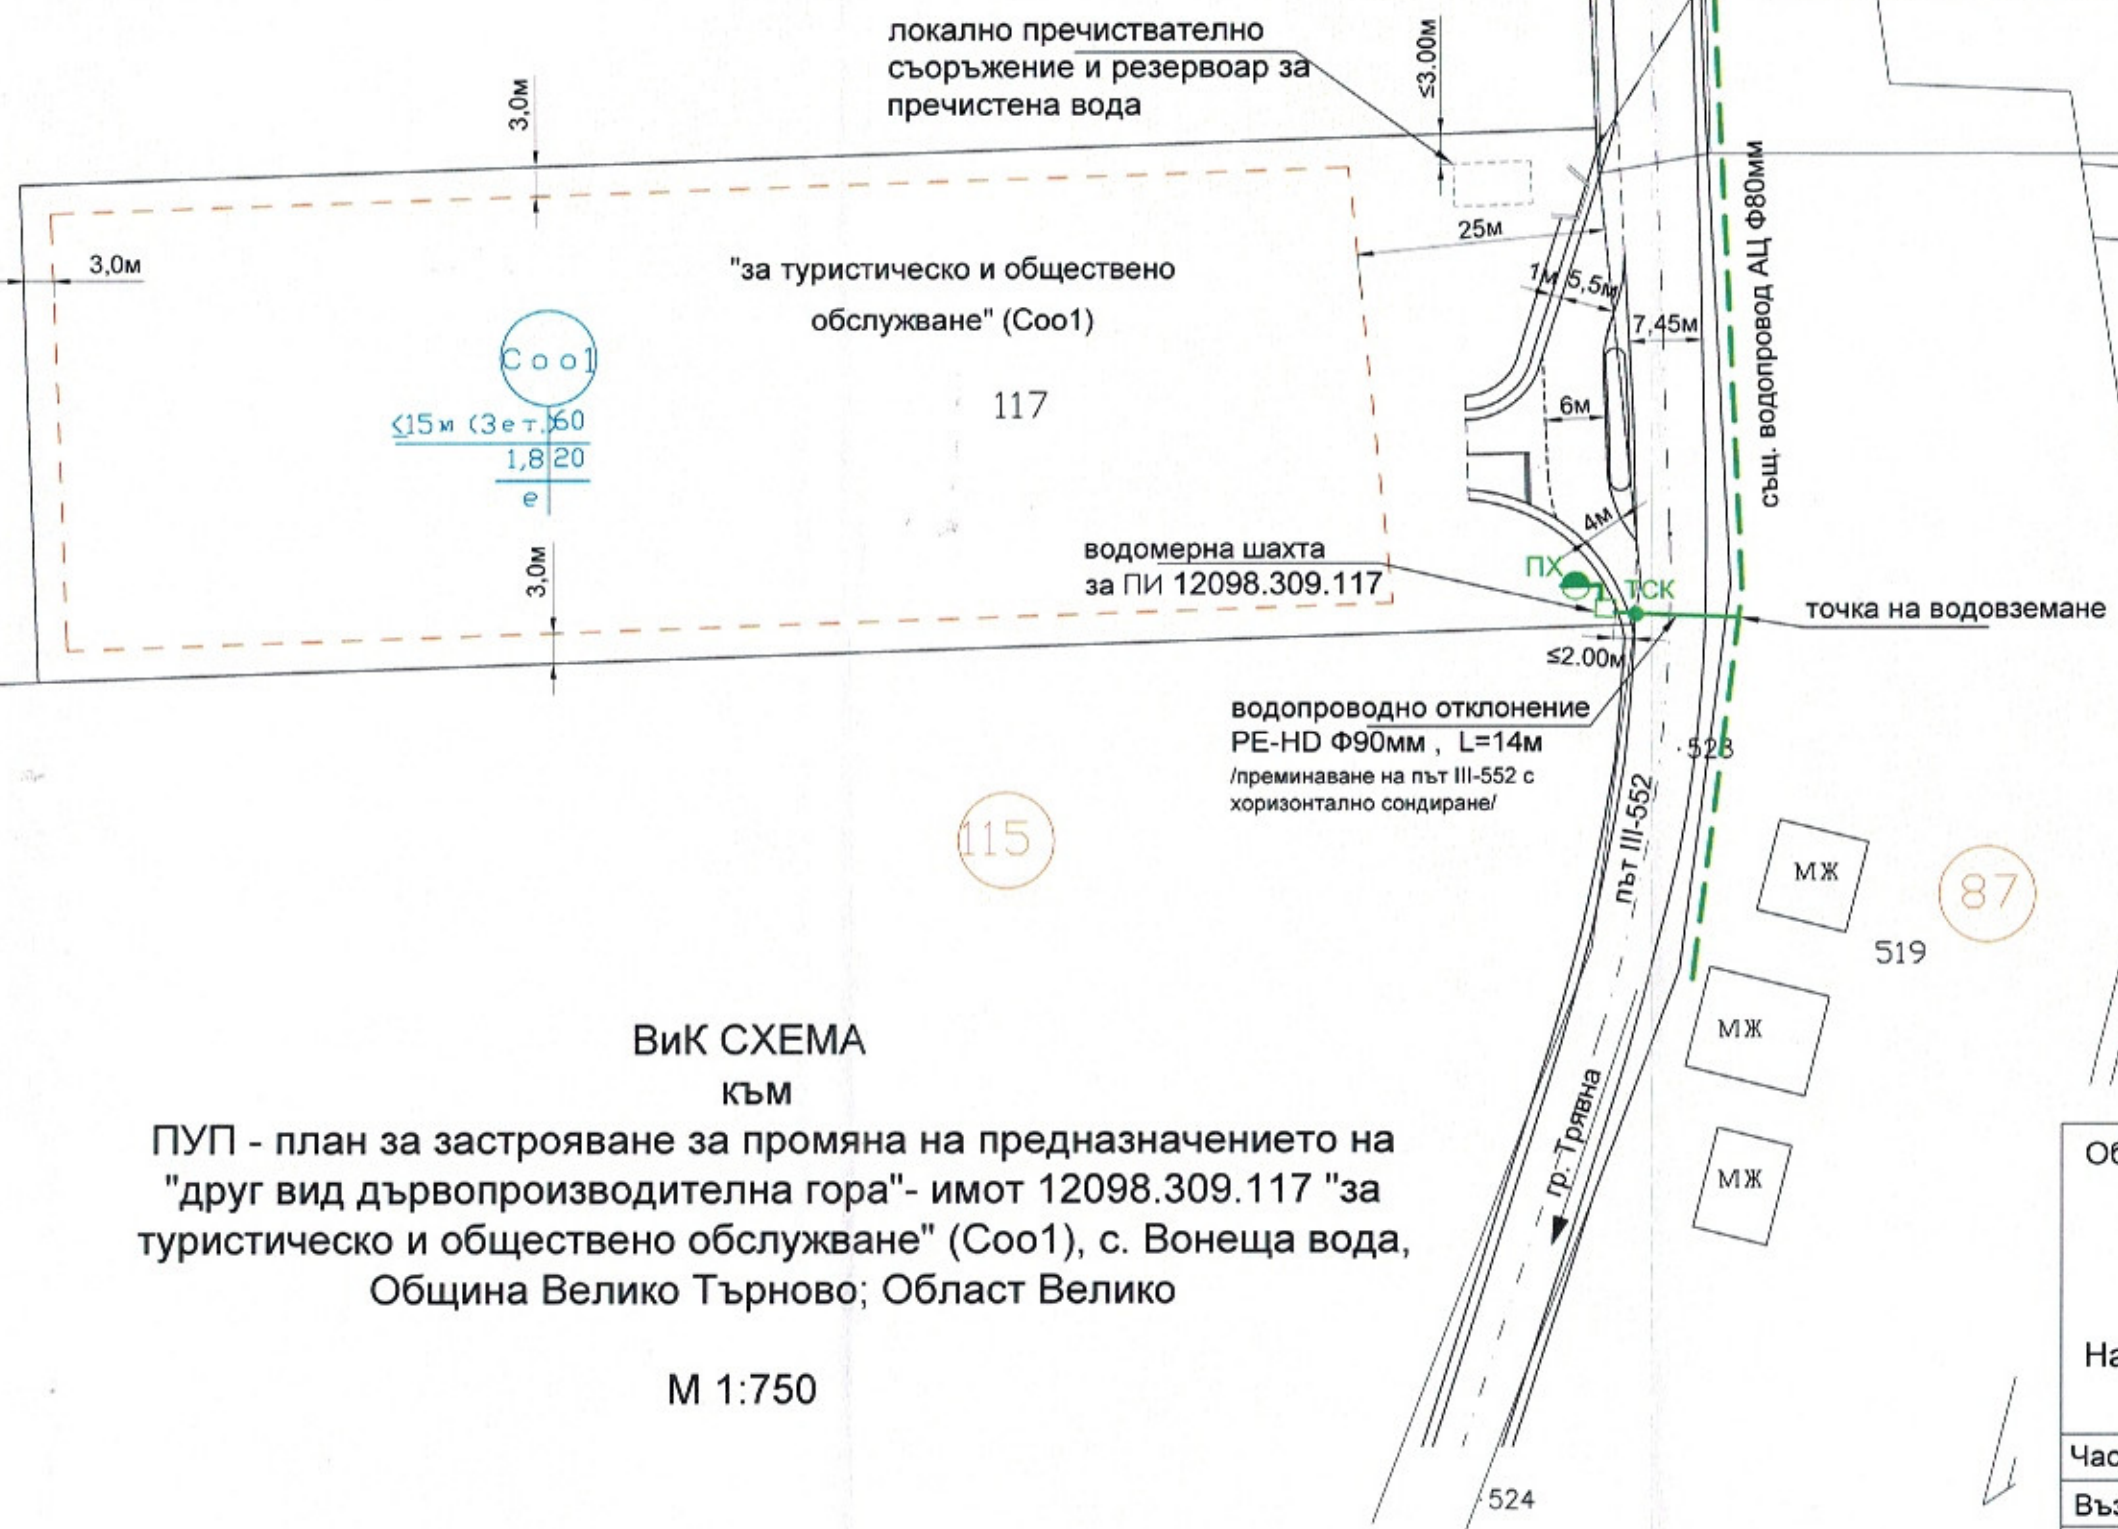 локално пречиствателно
съоръжение и резервоар за
пречистена вода
≤3.00м
3,0м
3,0м
25м
"за туристическо и обществено
обслужване" (Соо1)
1м
5,5м
7,45м
същ. водопровод АЦ Ф80мм
Соо1
≤15м (3ет.) 60
1,8 20
е
117
6м
4м
3,0м
водомерна шахта
за ПИ 12098.309.117
ПХ
ТСК
точка на водовземане
≤2.00м
водопроводно отклонение
PE-HD Ф90мм , L=14м
/преминаване на път III-552 с
хоризонтално сондиране/
523
път III-552
115
мж
87
519
мж
мж
гр. Трявна
ВиК СХЕМА
към
ПУП - план за застрояване за промяна на предназначението на
"друг вид дървопроизводителна гора"- имот 12098.309.117 "за
туристическо и обществено обслужване" (Соо1), с. Вонеща вода,
Община Велико Търново; Област Велико
М 1:750
524
Об
На
Час
Въз